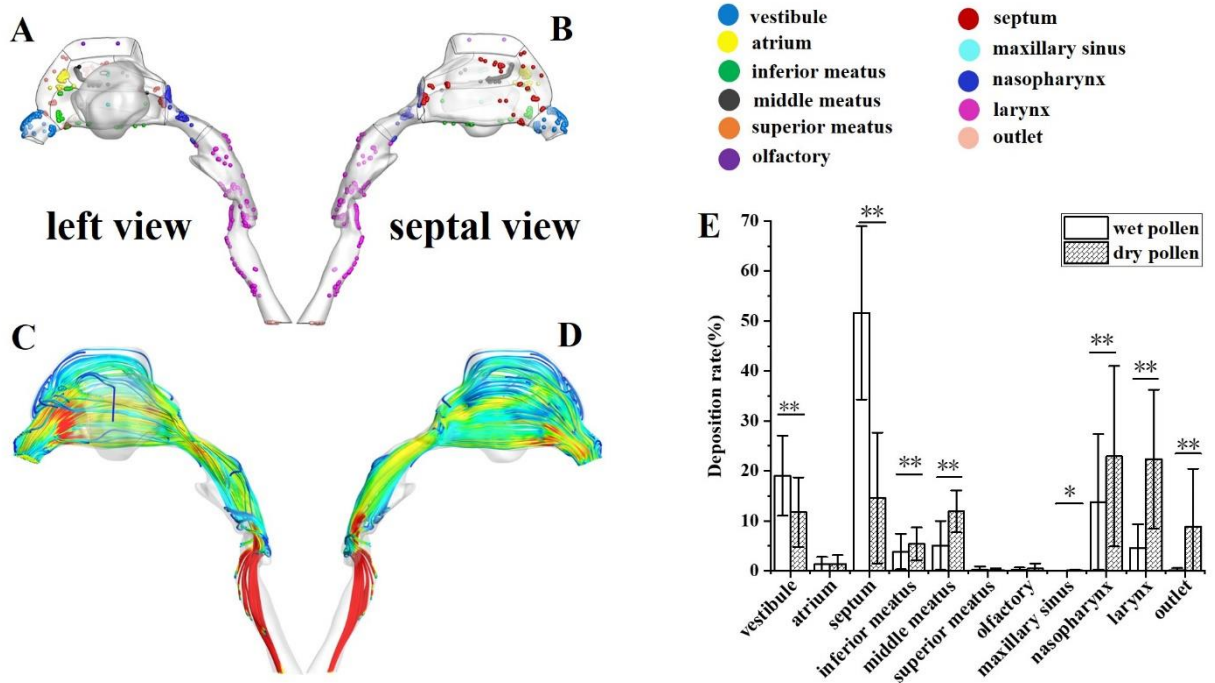 A
B
left view
septal view
C
D
vestibule
atrium
inferior meatus
middle meatus
superior meatus
olfactory
septum
maxillary sinus
nasopharynx
larynx
outlet
E
wet pollen
dry pollen
Deposition rate(%)
70
60
50
40
30
20
10
0
**
**
**
**
*
**
**
**
vestibule
atrium
septum
inferior meatus
middle meatus
superior meatus
olfactory
maxillary sinus
nasopharynx
larynx
outlet